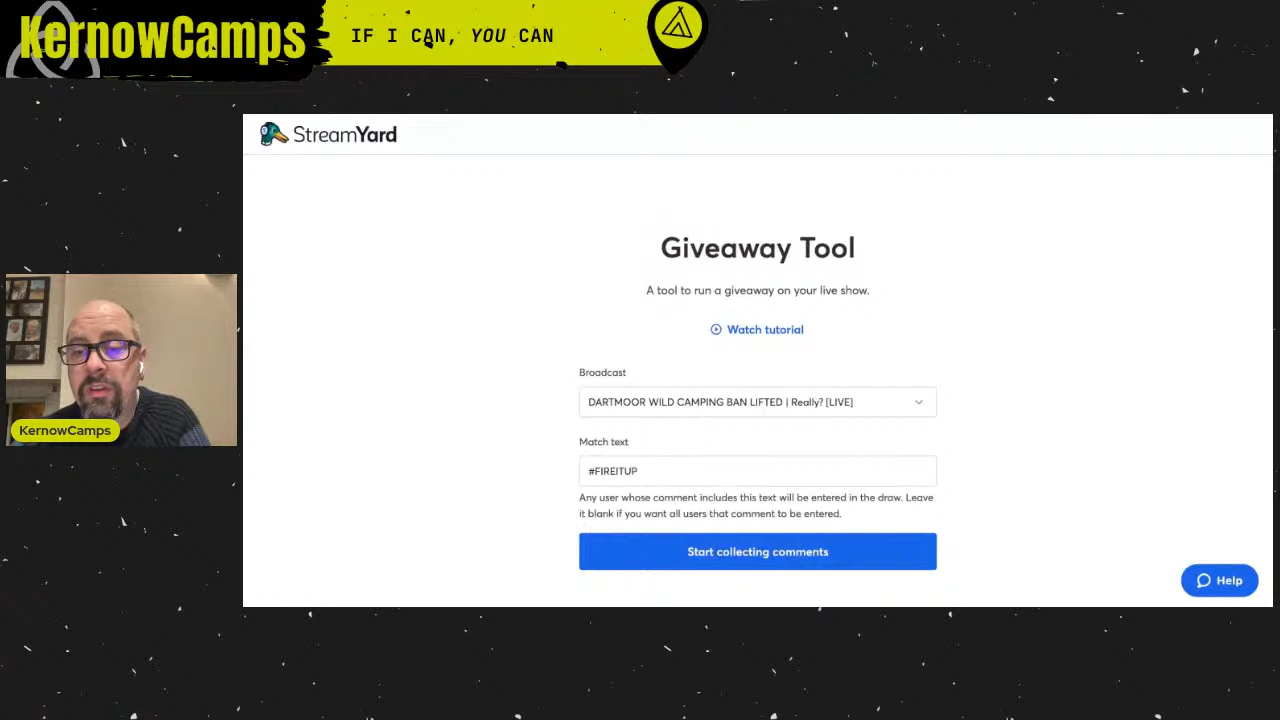 KernowCamps
IF I CAN, YOU CAN
StreamYard
Giveaway Tool
A tool to run a giveaway on your live show.
Watch tutorial
Broadcast
DARTMOOR WILD CAMPING BAN LIFTED | Really? [LIVE]
Match text
#FIREITUP
Any user whose comment includes this text will be entered in the draw. Leave
it blank if you want all users that comment to be entered.
Start collecting comments
Help
KernowCamps